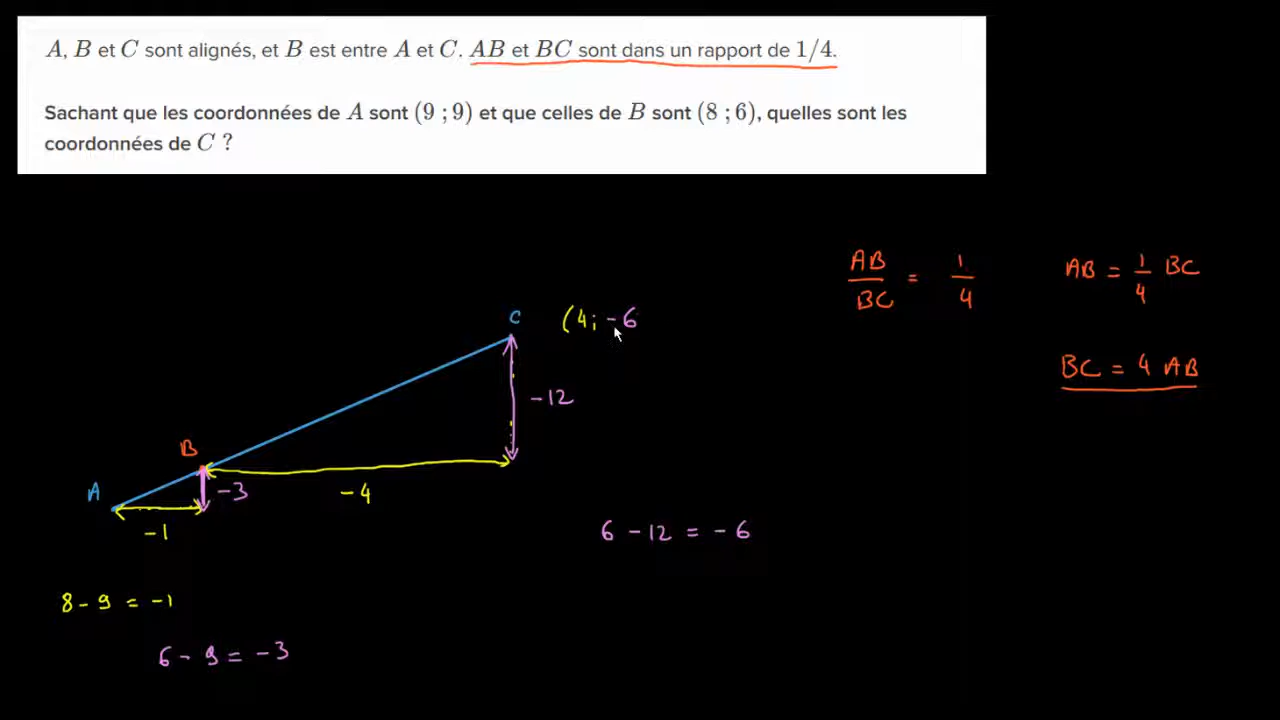 A, B et C sont alignés, et B est entre A et C. AB et BC sont dans un rapport de 1/4.
Sachant que les coordonnées de A sont (9 ; 9) et que celles de B sont (8 ; 6), quelles sont les
coordonnées de C ?
AB/BC = 1/4
AB = 1/4 BC
C (4; -6
BC = 4 AB
-12
B
A
-3
-4
-1
6 - 12 = - 6
8 - 9 = -1
6 - 9 = -3